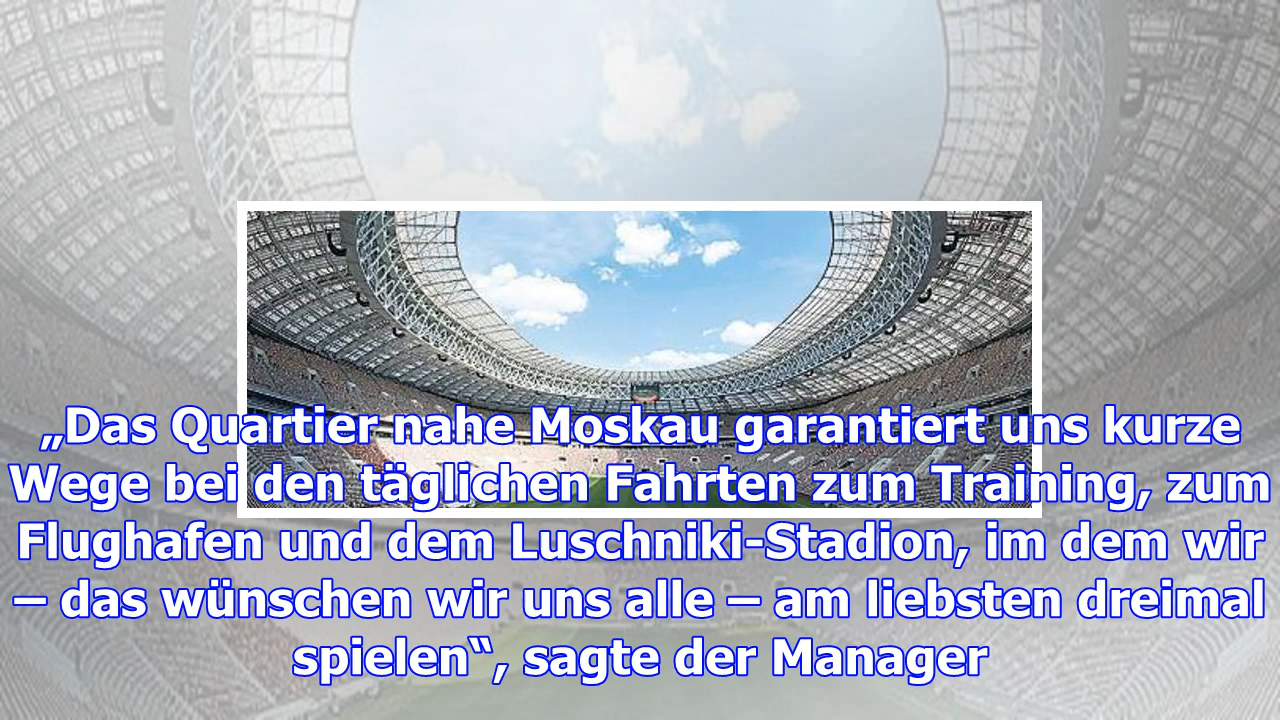 „Das Quartier nahe Moskau garantiert uns kurze
Wege bei den täglichen Fahrten zum Training, zum
Flughafen und dem Luschniki-Stadion, im dem wir
– das wünschen wir uns alle – am liebsten dreimal
spielen“, sagte der Manager